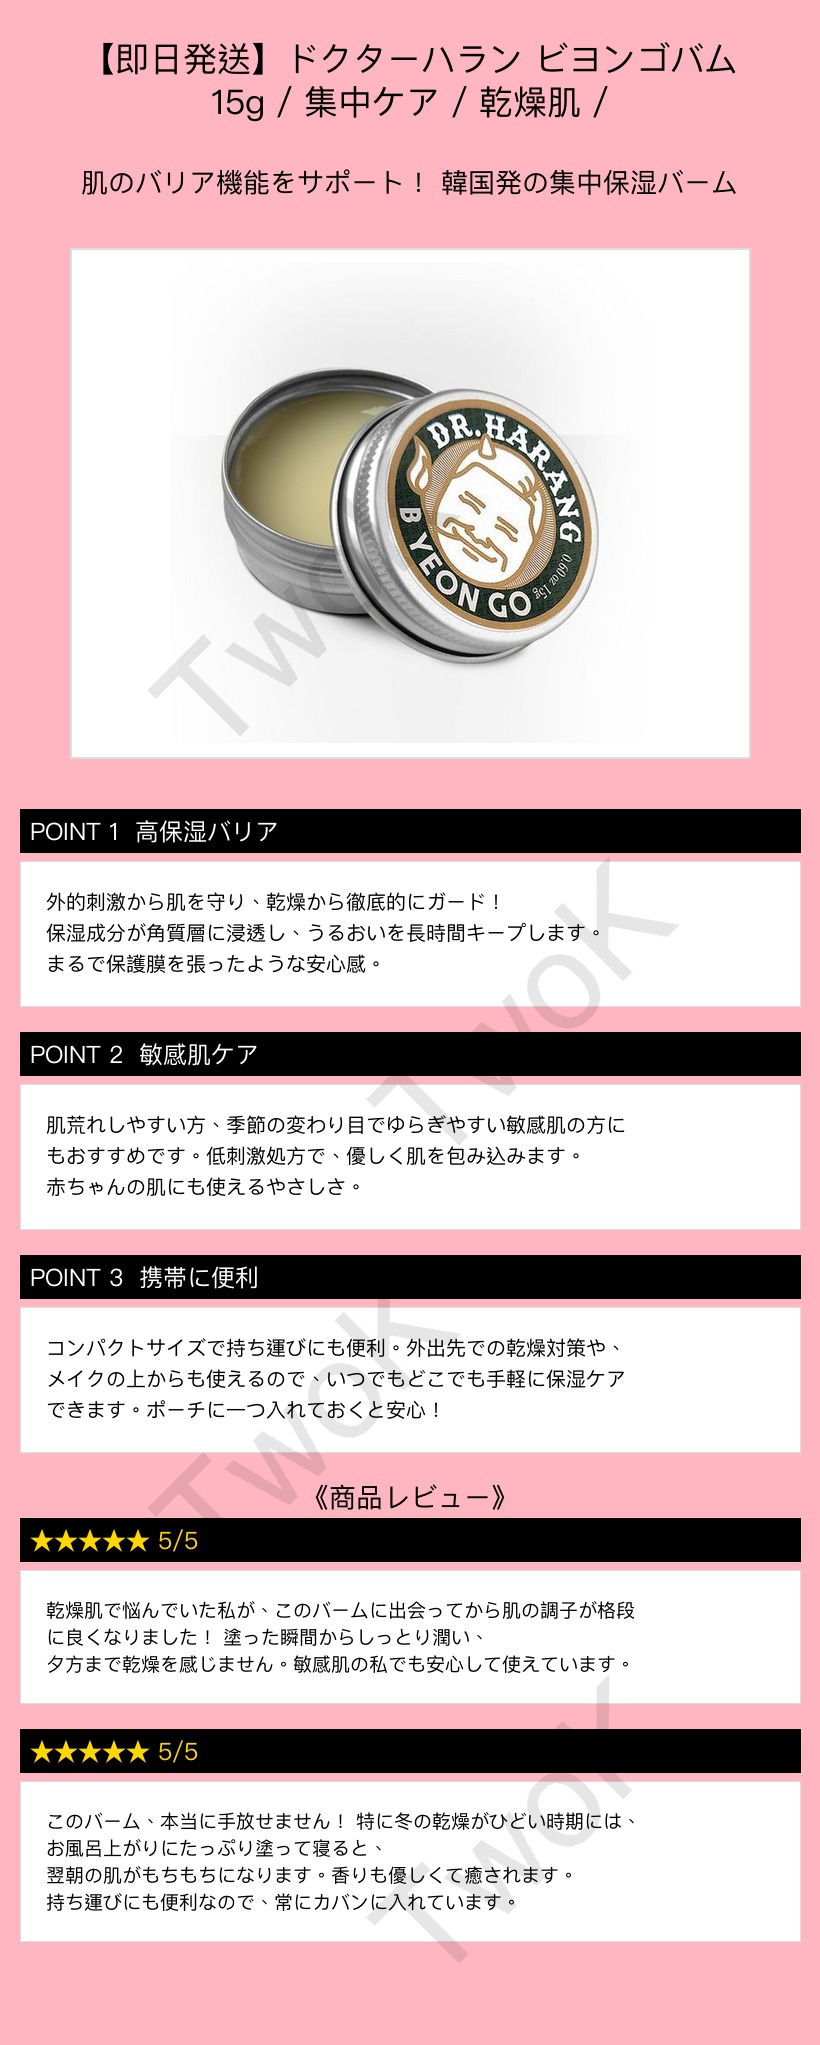 【即日発送】ドクターハラン ビヨンゴバム
15g / 集中ケア / 乾燥肌 /
肌のバリア機能をサポート！ 韓国発の集中保湿バーム
DR.HARANG
BYEON GO
0.60oz 15g
TwoK
POINT 1 高保湿バリア
外的刺激から肌を守り、乾燥から徹底的にガード！
保湿成分が角質層に浸透し、うるおいを長時間キープします。
まるで保護膜を張ったような安心感。
TwoK
POINT 2 敏感肌ケア
肌荒れしやすい方、季節の変わり目でゆらぎやすい敏感肌の方に
もおすすめです。低刺激処方で、優しく肌を包み込みます。
赤ちゃんの肌にも使えるやさしさ。
POINT 3 携帯に便利
コンパクトサイズで持ち運びにも便利。外出先での乾燥対策や、
メイクの上からも使えるので、いつでもどこでも手軽に保湿ケア
できます。ポーチに一つ入れておくと安心！
TwoK
《商品レビュー》
★★★★★ 5/5
乾燥肌で悩んでいた私が、このバームに出会ってから肌の調子が格段
に良くなりました！ 塗った瞬間からしっとり潤い、
夕方まで乾燥を感じません。敏感肌の私でも安心して使えています。
★★★★★ 5/5
このバーム、本当に手放せません！ 特に冬の乾燥がひどい時期には、
お風呂上がりにたっぷり塗って寝ると、
翌朝の肌がもちもちになります。香りも優しくて癒されます。
持ち運びにも便利なので、常にカバンに入れています。
TwoK